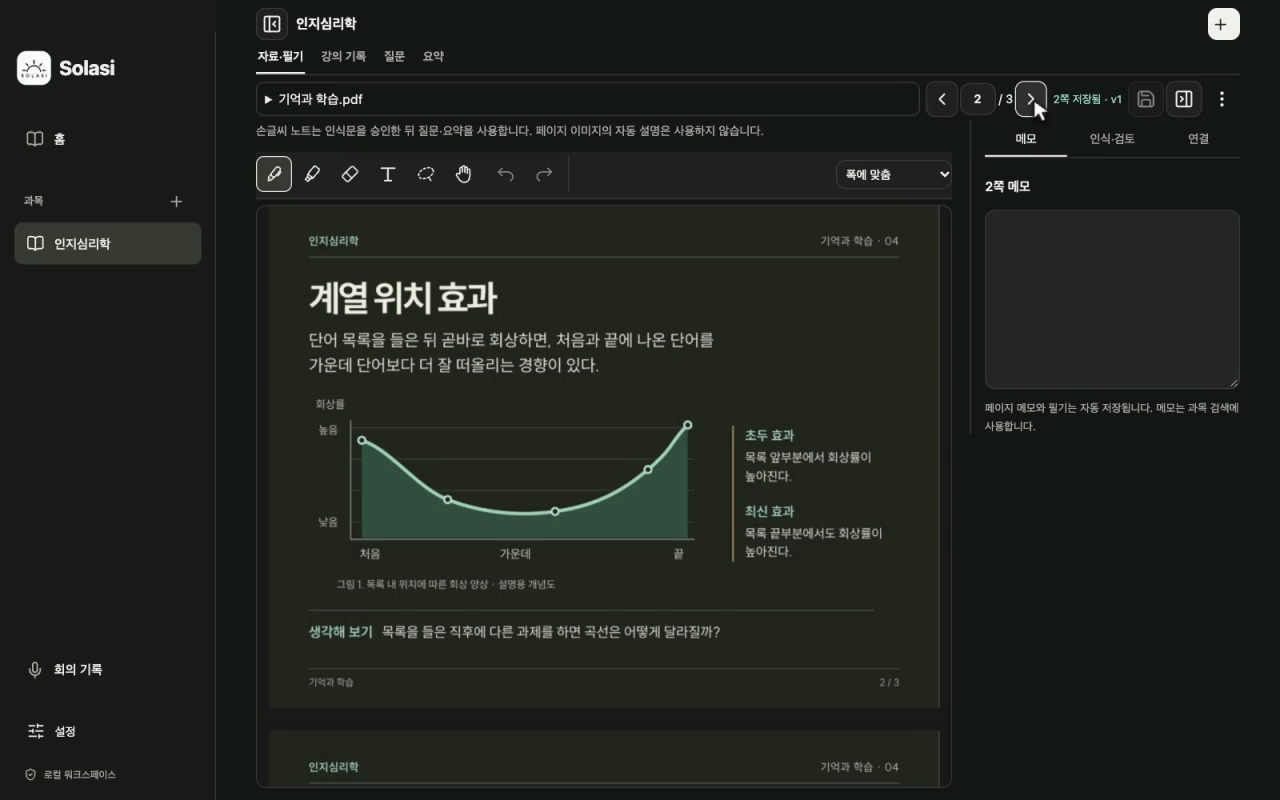 SOLASI
Solasi
홈
과목
인지심리학
회의 기록
설정
로컬 워크스페이스
인지심리학
자료·필기
강의 기록
질문
요약
기억과 학습.pdf
2
/ 3
2쪽 저장됨 · v1
손글씨 노트는 인식문을 승인한 뒤 질문·요약을 사용합니다. 페이지 이미지의 자동 설명은 사용하지 않습니다.
폭에 맞춤
인지심리학
기억과 학습 · 04
계열 위치 효과
단어 목록을 들은 뒤 곧바로 회상하면, 처음과 끝에 나온 단어를
가운데 단어보다 더 잘 떠올리는 경향이 있다.
회상률
높음
낮음
처음
가운데
끝
초두 효과
목록 앞부분에서 회상률이
높아진다.
최신 효과
목록 끝부분에서도 회상률이
높아진다.
그림 1. 목록 내 위치에 따른 회상 양상 · 설명용 개념도
생각해 보기 목록을 들은 직후에 다른 과제를 하면 곡선은 어떻게 달라질까?
기억과 학습
2 / 3
인지심리학
기억과 학습 · 04
메모
인식·검토
연결
2쪽 메모
페이지 메모와 필기는 자동 저장됩니다. 메모는 과목 검색에
사용합니다.